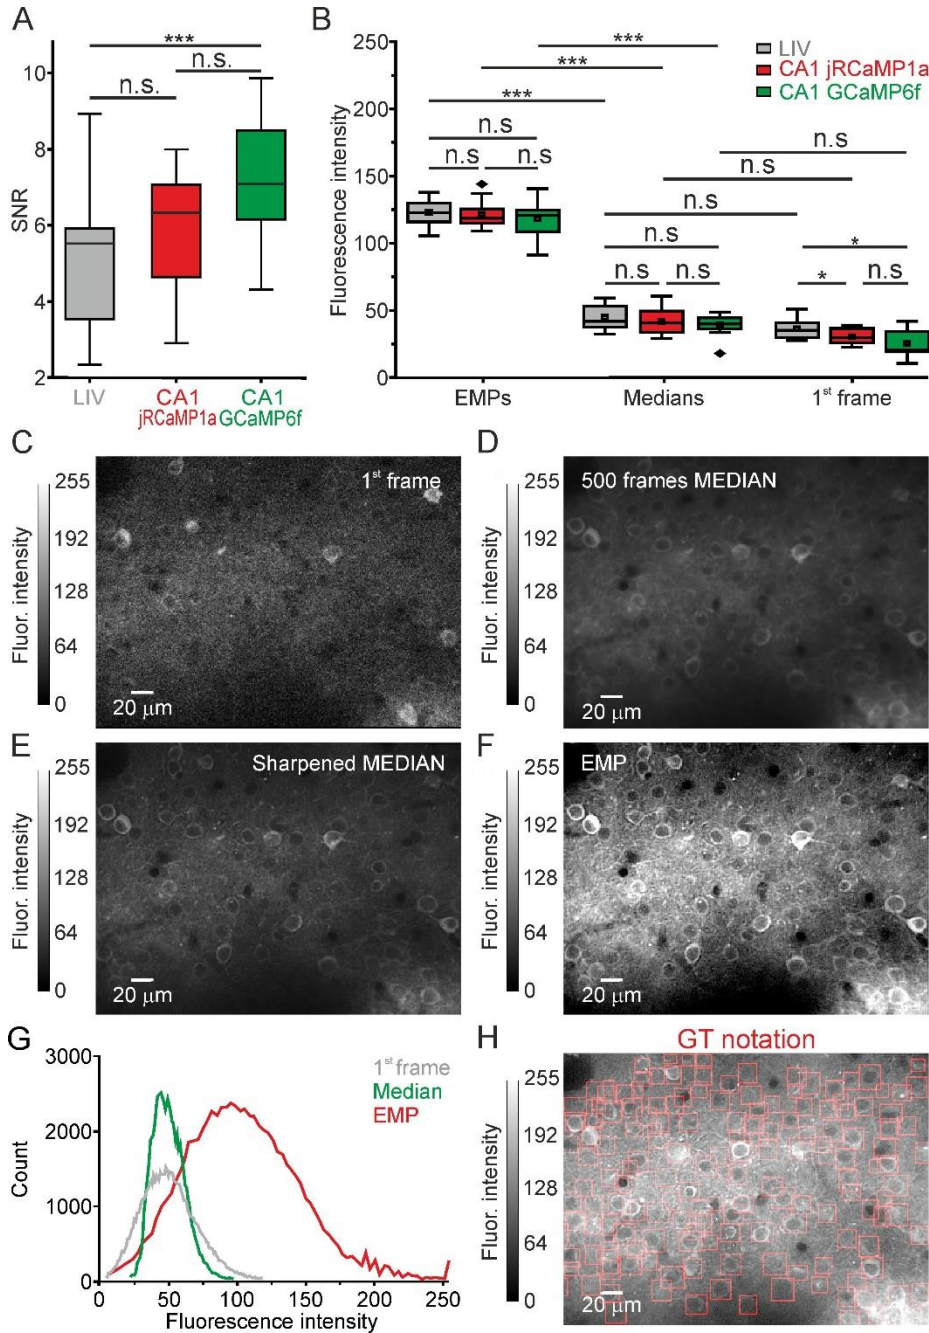 A
***
n.s.
n.s.
10
8
6
4
2
SNR
LIV
CA1
jRCaMP1a
CA1
GCaMP6f
B
250
200
150
100
50
0
Fluorescence intensity
***
***
***
n.s
n.s
n.s
LIV
CA1 jRCaMP1a
CA1 GCaMP6f
n.s
n.s
n.s
n.s
n.s
n.s
*
*
n.s
EMPs
Medians
1st frame
C
255
192
128
64
0
Fluor. intensity
1st frame
20 μm
D
255
192
128
64
0
Fluor. intensity
500 frames MEDIAN
20 μm
E
255
192
128
64
0
Fluor. intensity
Sharpened MEDIAN
20 μm
F
255
192
128
64
0
Fluor. intensity
EMP
20 μm
G
3000
2000
1000
0
Count
1st frame
Median
EMP
0
50
100
150
200
250
Fluorescence intensity
H
GT notation
255
192
128
64
0
Fluor. intensity
20 μm